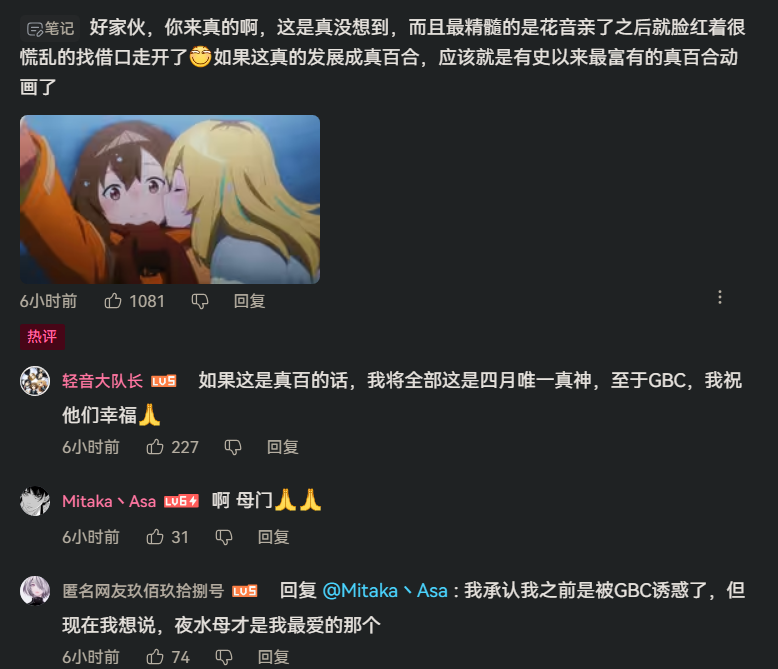 笔记 好家伙，你来真的啊，这是真没想到，而且最精髓的是花音亲了之后就脸红着很
慌乱的找借口走开了🤭如果这真的发展成真百合，应该就是有史以来最富有的真百合动
画了
6小时前 1081 回复
热评
轻音大队长 LV5 如果这是真百的话，我将全部这是四月唯一真神，至于GBC，我祝
他们幸福🙏
6小时前 227 回复
Mitaka丶Asa LV6 啊 母门🙏🙏
6小时前 31 回复
匿名网友玖佰玖拾捌号 LV5 回复 @Mitaka丶Asa : 我承认我之前是被GBC诱惑了，但
现在我想说，夜水母才是我最爱的那个
6小时前 74 回复